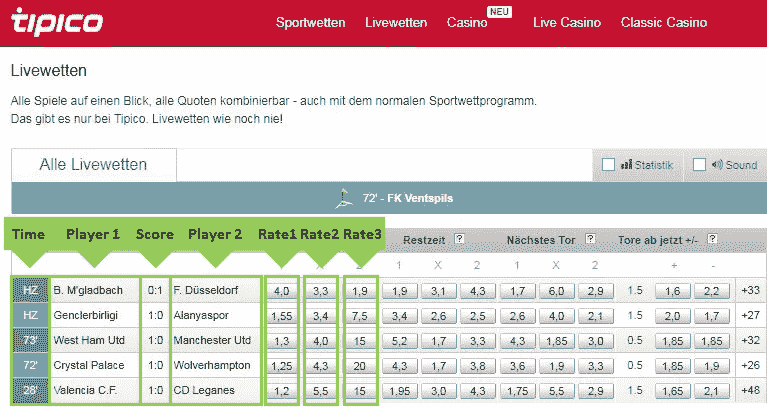 tipico
Sportwetten Livewetten Casino NEU Live Casino Classic Casino
Livewetten
Alle Spiele auf einen Blick, alle Quoten kombinierbar - auch mit dem normalen Sportwettprogramm.
Das gibt es nur bei Tipico. Livewetten wie noch nie!
Alle Livewetten Statistik Sound
72' - FK Ventspils
Time Player 1 Score Player 2 Rate1 Rate2 Rate3 Restzeit ? Nächstes Tor ? Tore ab jetzt +/- ?
1 X 2 1 X 2 + -
HZ B. M'gladbach 0:1 F. Düsseldorf 4,0 3,3 1,9 1,9 3,1 4,3 1,7 6,0 2,9 1.5 1,6 2,2 +33
HZ Genclerbirligi 1:0 Alanyaspor 1,55 3,4 7,5 3,4 2,6 2,5 2,6 4,0 2,1 1.5 2,0 1,7 +27
73' West Ham Utd 1:0 Manchester Utd 1,3 4,0 15 5,2 1,7 3,3 4,3 1,85 3,0 0.5 1,85 1,85 +32
72' Crystal Palace 1:0 Wolverhampton 1,25 4,3 20 4,3 1,7 3,8 3,6 1,9 3,3 0.5 1,85 1,9 +26
28' Valencia C.F. 1:0 CD Leganes 1,2 5,5 15 1,95 3,0 4,3 1,75 5,5 2,9 1.5 1,65 2,1 +48